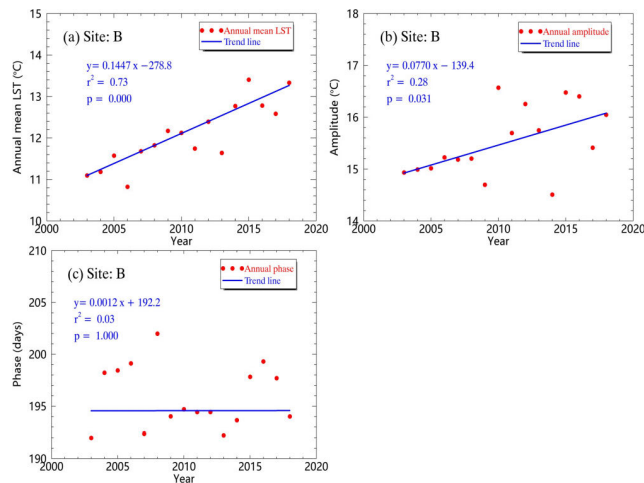 (a) Site: B
Annual mean LST
Trend line
y= 0.1447 x −278.8
r² = 0.73
p = 0.000
15
14
13
12
11
10
Annual mean LST (°C)
2000 2005 2010 2015 2020
Year
(b) Site: B
Annual amplitude
Trend line
y= 0.0770 x −139.4
r² = 0.28
p = 0.031
18
17
16
15
14
Amplitude (°C)
2000 2005 2010 2015 2020
Year
(c) Site: B
Annual phase
Trend line
y= 0.0012 x + 192.2
r² = 0.03
p = 1.000
210
205
200
195
190
Phase (days)
2000 2005 2010 2015 2020
Year